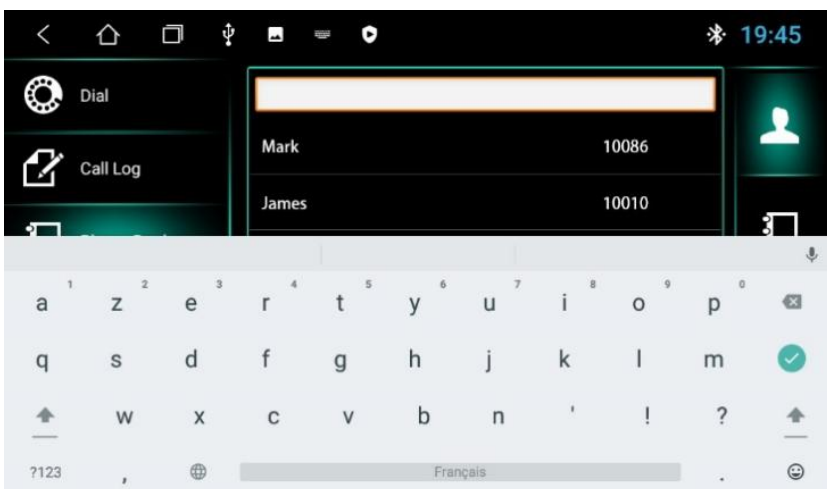 19:45
Dial
Mark 10086
Call Log
James 10010
1 2 3 4 5 6 7 8 9 0
a z e r t y u i o p
q s d f g h j k l m
w x c v b n ' ! ?
?123 , Français .